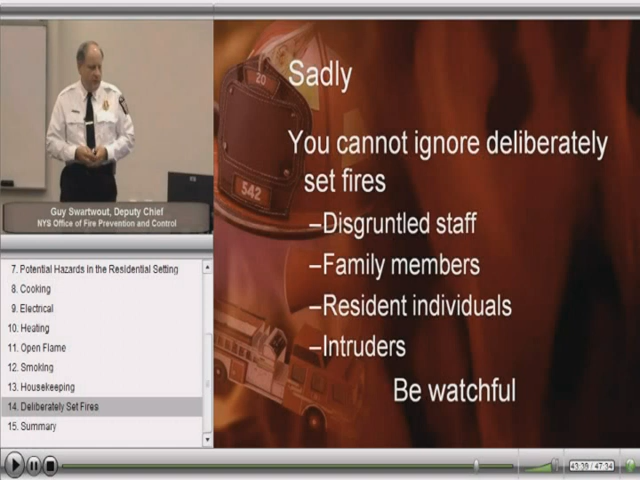 Sadly
You cannot ignore deliberately
set fires
–Disgruntled staff
–Family members
–Resident individuals
–Intruders
Be watchful
20
542
Guy Swartwout, Deputy Chief
NYS Office of Fire Prevention and Control
7. Potential Hazards in the Residential Setting
8. Cooking
9. Electrical
10. Heating
11. Open Flame
12. Smoking
13. Housekeeping
14. Deliberately Set Fires
15. Summary
43:39 / 47:34